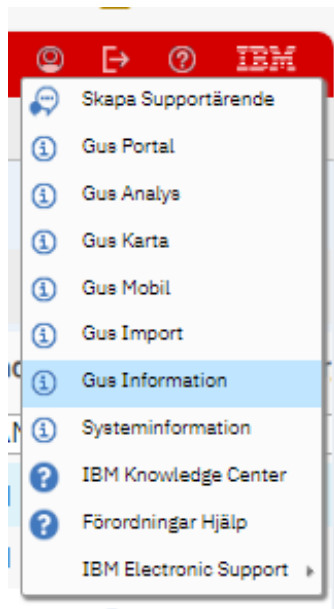 IBM
Skapa Supportärende
Gus Portal
Gus Analys
Gus Karta
Gus Mobil
Gus Import
Gus Information
Systeminformation
IBM Knowledge Center
Förordningar Hjälp
IBM Electronic Support